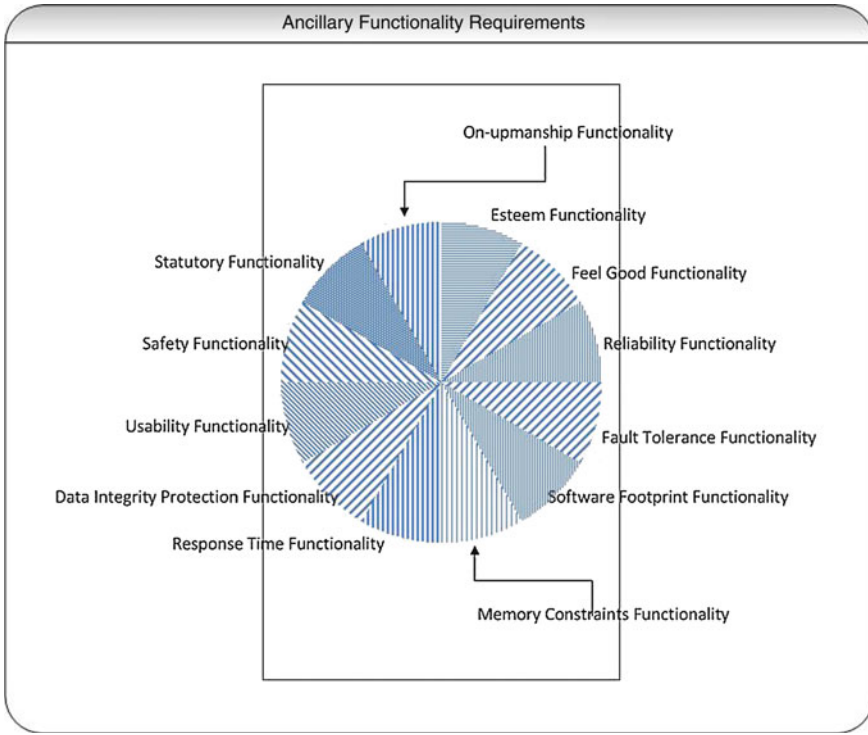 Ancillary Functionality Requirements
On-upmanship Functionality
Esteem Functionality
Statutory Functionality
Feel Good Functionality
Safety Functionality
Reliability Functionality
Usability Functionality
Fault Tolerance Functionality
Data Integrity Protection Functionality
Software Footprint Functionality
Response Time Functionality
Memory Constraints Functionality